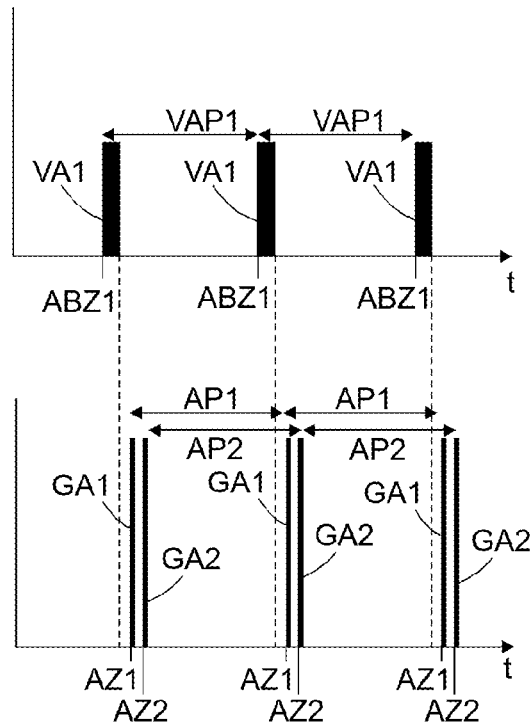 VAP1 VAP1
VA1 VA1 VA1
ABZ1 ABZ1 ABZ1 t
AP1 AP1
AP2 AP2
GA1 GA1 GA1
GA2 GA2 GA2
t
AZ1 AZ1 AZ1
AZ2 AZ2 AZ2